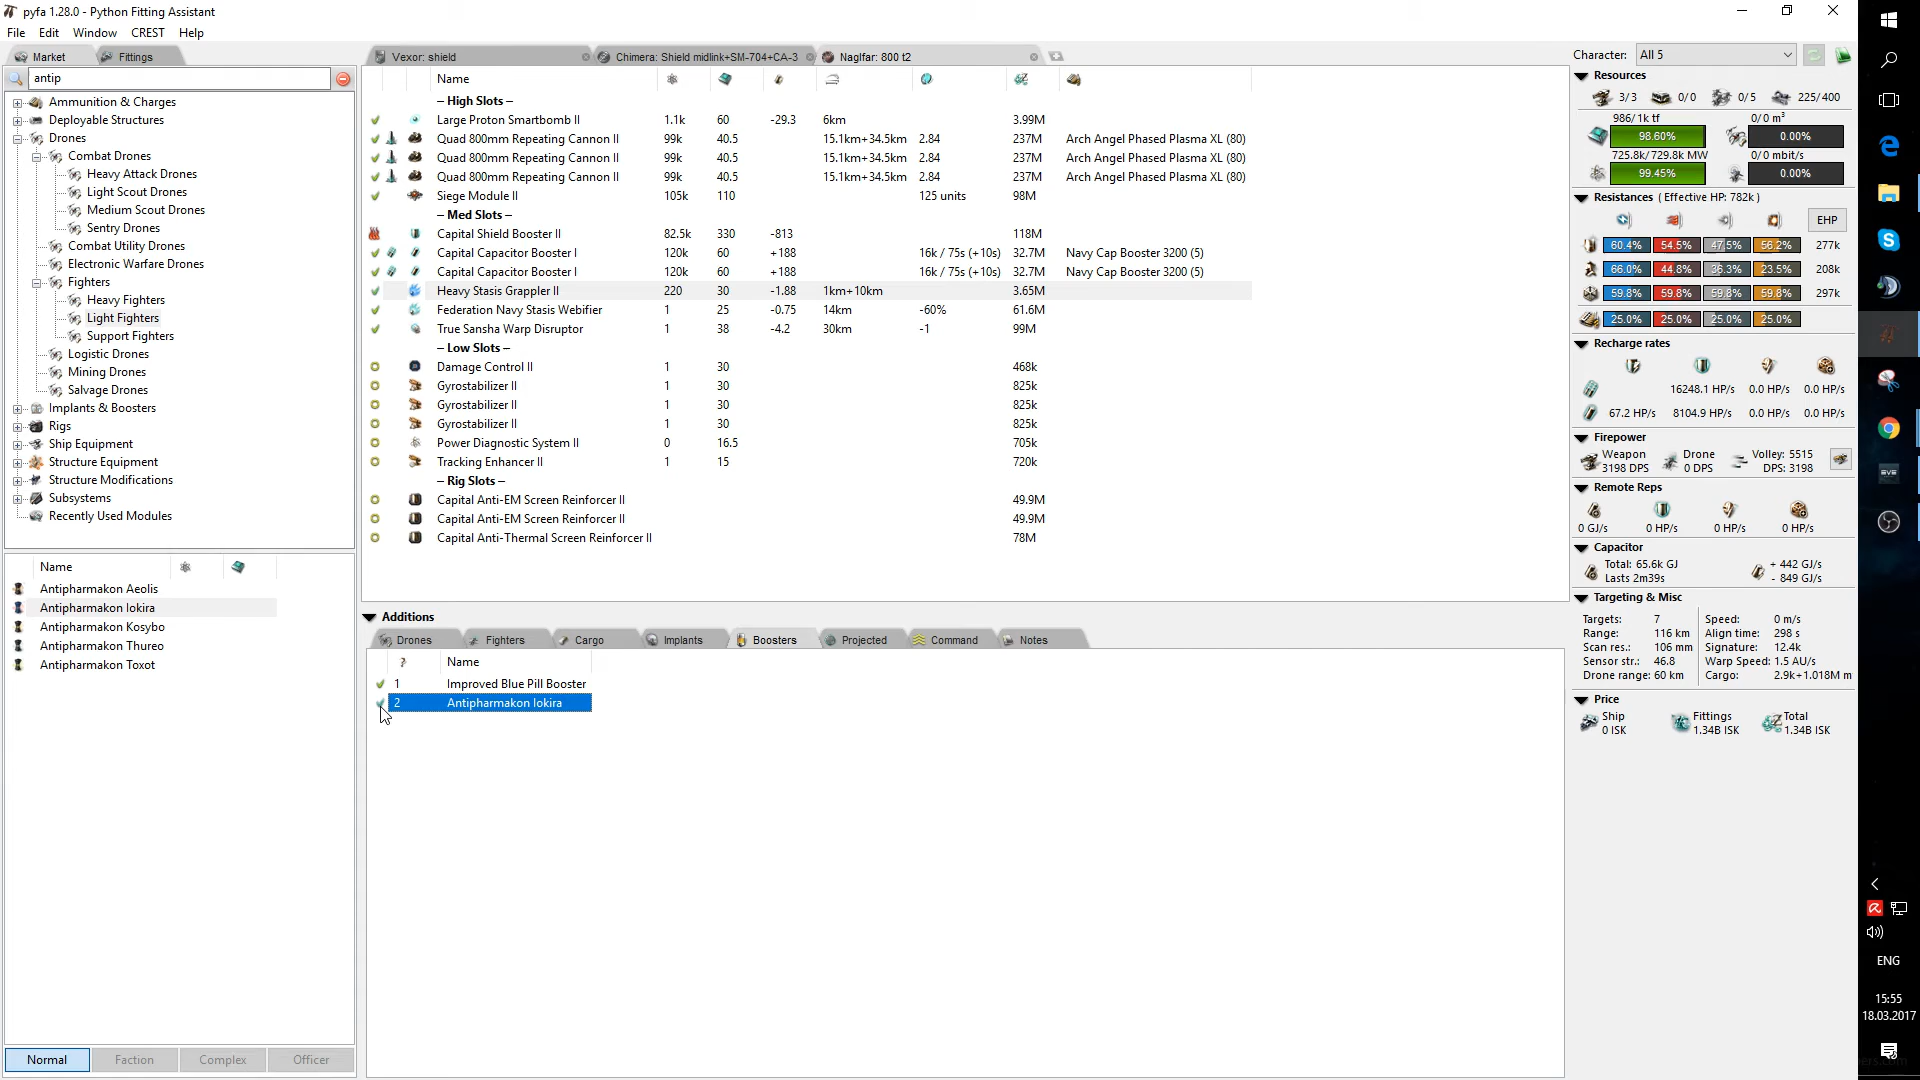 pyfa 1.28.0 - Python Fitting Assistant
File Edit Window CREST Help
Market Fittings
antip
Ammunition & Charges
Deployable Structures
Drones
Combat Drones
Heavy Attack Drones
Light Scout Drones
Medium Scout Drones
Sentry Drones
Combat Utility Drones
Electronic Warfare Drones
Fighters
Heavy Fighters
Light Fighters
Support Fighters
Logistic Drones
Mining Drones
Salvage Drones
Implants & Boosters
Rigs
Ship Equipment
Structure Equipment
Structure Modifications
Subsystems
Recently Used Modules
Name
Antipharmakon Aeolis
Antipharmakon Iokira
Antipharmakon Kosybo
Antipharmakon Thureo
Antipharmakon Toxot
Normal Faction Complex Officer
Vexor: shield Chimera: Shield midlink+SM-704+CA-3 Naglfar: 800 t2
Name
– High Slots –
Large Proton Smartbomb II 1.1k 60 -29.3 6km 3.99M
Quad 800mm Repeating Cannon II 99k 40.5 15.1km+34.5km 2.84 237M Arch Angel Phased Plasma XL (80)
Quad 800mm Repeating Cannon II 99k 40.5 15.1km+34.5km 2.84 237M Arch Angel Phased Plasma XL (80)
Quad 800mm Repeating Cannon II 99k 40.5 15.1km+34.5km 2.84 237M Arch Angel Phased Plasma XL (80)
Siege Module II 105k 110 125 units 98M
– Med Slots –
Capital Shield Booster II 82.5k 330 -813 118M
Capital Capacitor Booster I 120k 60 +188 16k / 75s (+10s) 32.7M Navy Cap Booster 3200 (5)
Capital Capacitor Booster I 120k 60 +188 16k / 75s (+10s) 32.7M Navy Cap Booster 3200 (5)
Heavy Stasis Grappler II 220 30 -1.88 1km+10km 3.65M
Federation Navy Stasis Webifier 1 25 -0.75 14km -60% 61.6M
True Sansha Warp Disruptor 1 38 -4.2 30km -1 99M
– Low Slots –
Damage Control II 1 30 468k
Gyrostabilizer II 1 30 825k
Gyrostabilizer II 1 30 825k
Gyrostabilizer II 1 30 825k
Power Diagnostic System II 0 16.5 705k
Tracking Enhancer II 1 15 720k
– Rig Slots –
Capital Anti-EM Screen Reinforcer II 49.9M
Capital Anti-EM Screen Reinforcer II 49.9M
Capital Anti-Thermal Screen Reinforcer II 78M
Additions
Drones Fighters Cargo Implants Boosters Projected Command Notes
? Name
1 Improved Blue Pill Booster
2 Antipharmakon Iokira
Character: All 5
Resources
3/3 0/0 0/5 225/400
986/1k tf 0/0 m³
98.60% 0.00%
725.8k/729.8k MW 0/0 mbit/s
99.45% 0.00%
Resistances (Effective HP: 782k)
EHP
60.4% 54.5% 47.5% 56.2% 277k
66.0% 44.8% 36.3% 23.5% 208k
59.8% 59.8% 59.8% 59.8% 297k
25.0% 25.0% 25.0% 25.0%
Recharge rates
16248.1 HP/s 0.0 HP/s 0.0 HP/s
67.2 HP/s 8104.9 HP/s 0.0 HP/s 0.0 HP/s
Firepower
Weapon Drone Volley: 5515
3198 DPS 0 DPS DPS: 3198
Remote Reps
0 GJ/s 0 HP/s 0 HP/s 0 HP/s
Capacitor
Total: 65.6k GJ + 442 GJ/s
Lasts 2m39s - 849 GJ/s
Targeting & Misc
Targets: 7 Speed: 0 m/s
Range: 116 km Align time: 298 s
Scan res.: 106 mm Signature: 12.4k
Sensor str.: 46.8 Warp Speed: 1.5 AU/s
Drone range: 60 km Cargo: 2.9k+1.018M m
Price
Ship Fittings Total
0 ISK 1.34B ISK 1.34B ISK
EVE
ENG
15:55
18.03.2017